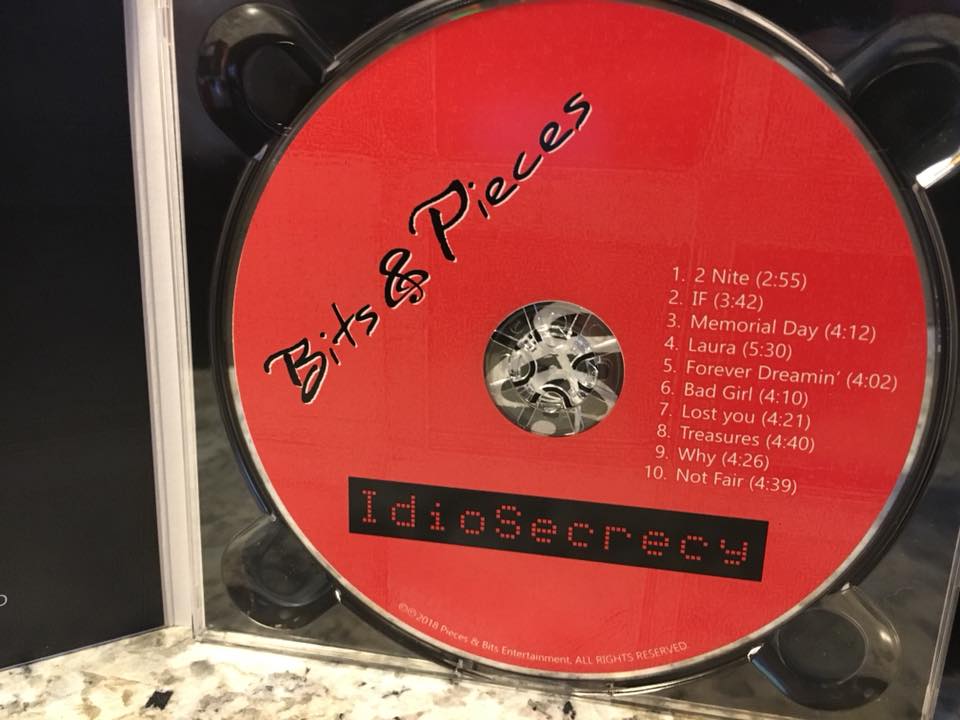 Bits & Pieces
1. 2 Nite (2:55)
2. IF (3:42)
3. Memorial Day (4:12)
4. Laura (5:30)
5. Forever Dreamin' (4:02)
6. Bad Girl (4:10)
7. Lost you (4:21)
8. Treasures (4:40)
9. Why (4:26)
10. Not Fair (4:39)
IdioSecrecy
©℗2018 Pieces & Bits Entertainment, ALL RIGHTS RESERVED.